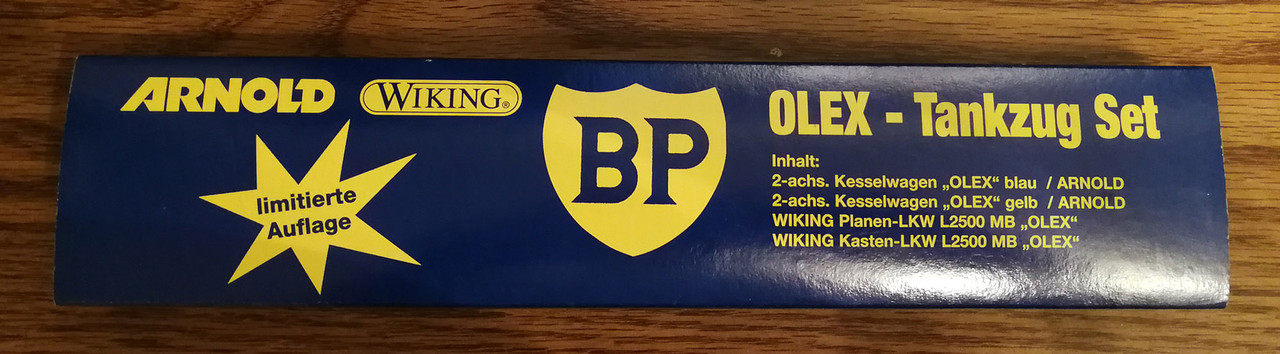 ARNOLD
WIKING®
limitierte
Auflage
BP
OLEX - Tankzug Set
Inhalt:
2-achs. Kesselwagen „OLEX“ blau / ARNOLD
2-achs. Kesselwagen „OLEX“ gelb / ARNOLD
WIKING Planen-LKW L2500 MB „OLEX“
WIKING Kasten-LKW L2500 MB „OLEX“